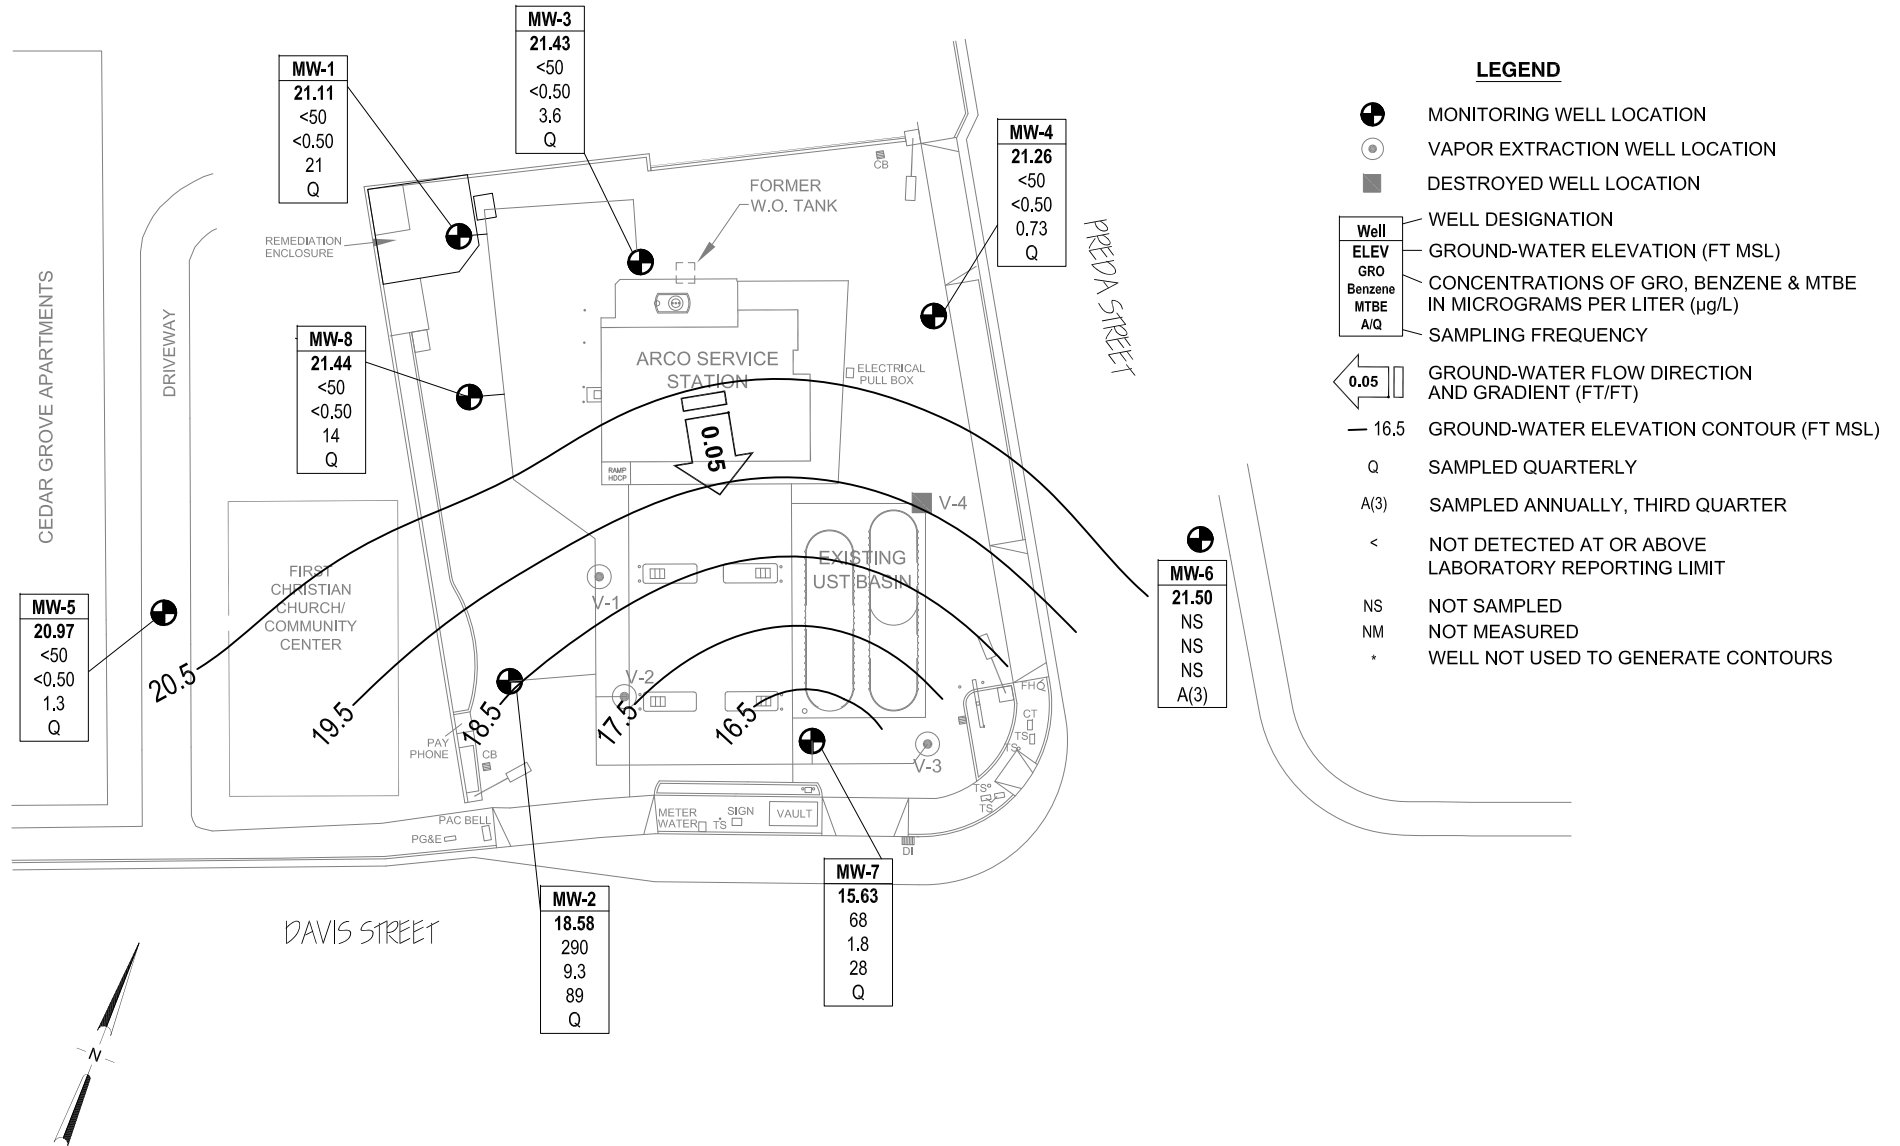 MW-3
21.43
<50
<0.50
3.6
Q
MW-1
21.11
<50
<0.50
21
Q
MW-4
21.26
<50
<0.50
0.73
Q
CB
FORMER
W.O. TANK
REMEDIATION
ENCLOSURE
PREDA STREET
CEDAR GROVE APARTMENTS
DRIVEWAY
MW-8
21.44
<50
<0.50
14
Q
ARCO SERVICE
STATION
ELECTRICAL
PULL BOX
0.05
RAMP
HDCP
V-4
EXISTING
UST BASIN
FIRST
CHRISTIAN
CHURCH/
COMMUNITY
CENTER
V-1
MW-6
21.50
NS
NS
NS
A(3)
MW-5
20.97
<50
<0.50
1.3
Q
20.5
19.5
18.5
17.5
16.5
V-2
V-3
PAY
PHONE
CB
FHO
CT
TS
TS
TS
TS
PAC BELL
PG&E
METER
WATER
TS
SIGN
VAULT
DI
MW-2
18.58
290
9.3
89
Q
MW-7
15.63
68
1.8
28
Q
DAVIS STREET
N
LEGEND
MONITORING WELL LOCATION
VAPOR EXTRACTION WELL LOCATION
DESTROYED WELL LOCATION
Well
ELEV
GRO
Benzene
MTBE
A/Q
WELL DESIGNATION
GROUND-WATER ELEVATION (FT MSL)
CONCENTRATIONS OF GRO, BENZENE & MTBE
IN MICROGRAMS PER LITER (µg/L)
SAMPLING FREQUENCY
0.05 GROUND-WATER FLOW DIRECTION
AND GRADIENT (FT/FT)
16.5 GROUND-WATER ELEVATION CONTOUR (FT MSL)
Q SAMPLED QUARTERLY
A(3) SAMPLED ANNUALLY, THIRD QUARTER
< NOT DETECTED AT OR ABOVE
LABORATORY REPORTING LIMIT
NS NOT SAMPLED
NM NOT MEASURED
* WELL NOT USED TO GENERATE CONTOURS